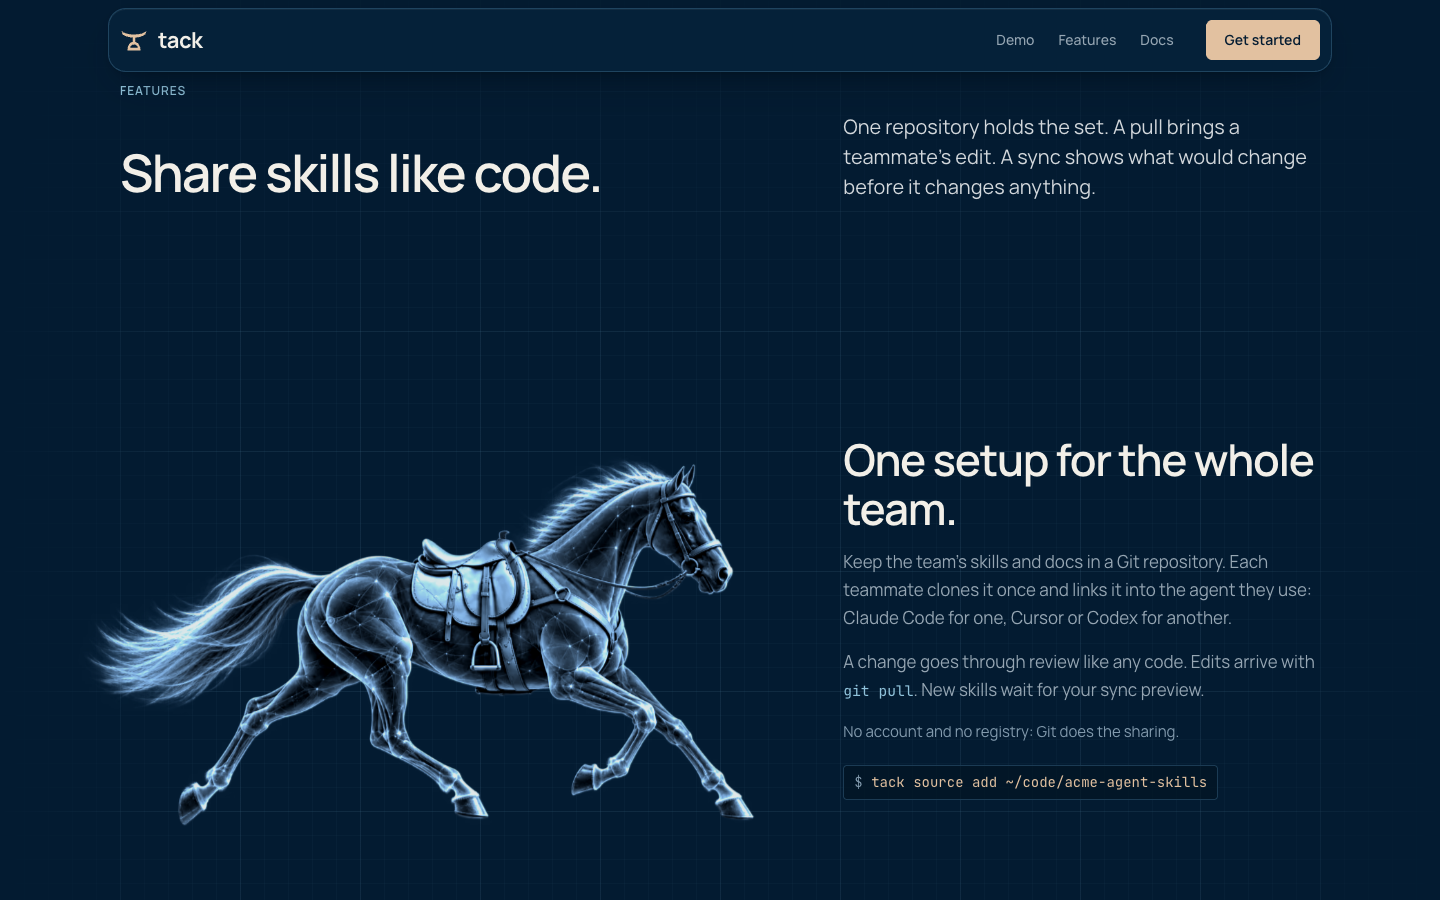 tack
Demo
Features
Docs
Get started
FEATURES
Share skills like code.
One repository holds the set. A pull brings a
teammate’s edit. A sync shows what would change
before it changes anything.
One setup for the whole
team.
Keep the team’s skills and docs in a Git repository. Each
teammate clones it once and links it into the agent they use:
Claude Code for one, Cursor or Codex for another.
A change goes through review like any code. Edits arrive with
git pull. New skills wait for your sync preview.
No account and no registry: Git does the sharing.
$ tack source add ~/code/acme-agent-skills